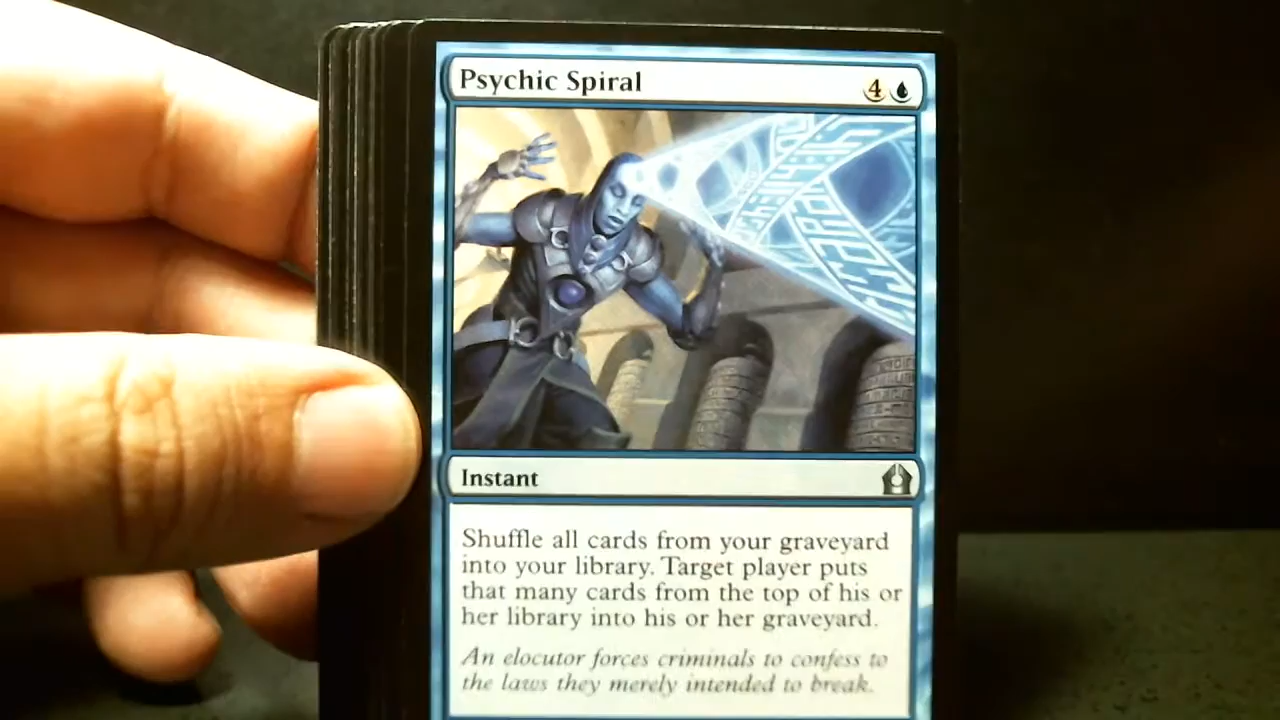 Psychic Spiral 4
Instant
Shuffle all cards from your graveyard
into your library. Target player puts
that many cards from the top of his or
her library into his or her graveyard.
An elocutor forces criminals to confess to
the laws they merely intended to break.